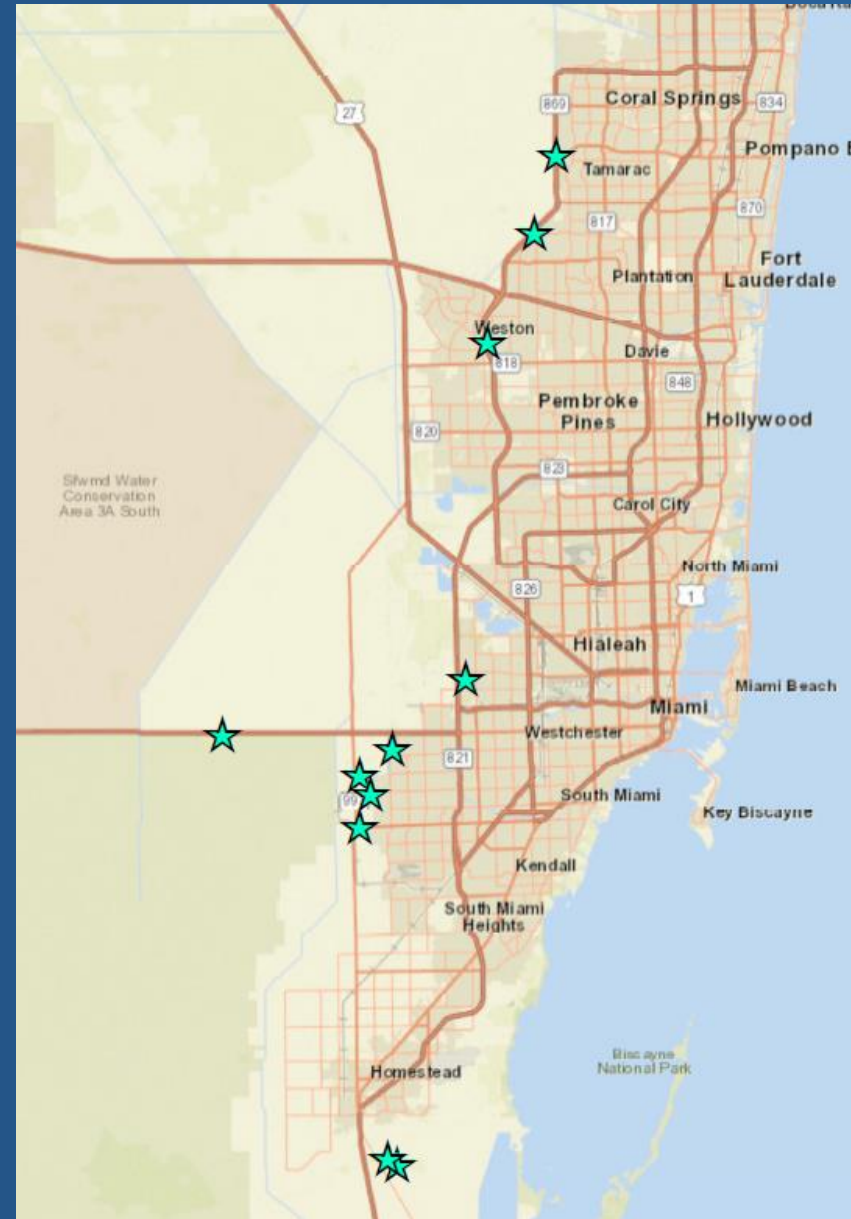 27
869
Coral Springs
834
Pompano
Tamarac
870
817
Fort
Lauderdale
Plantation
Weston
818
Davie
848
Pembroke
Pines
Hollywood
820
823
Sfwmd Water
Conservation
Area 3A South
Carol City
North Miami
826
1
Hialeah
Miami Beach
Miami
Westchester
821
South Miami
99
Key Biscayne
Kendall
South Miami
Heights
Biscayne
National Park
Homestead